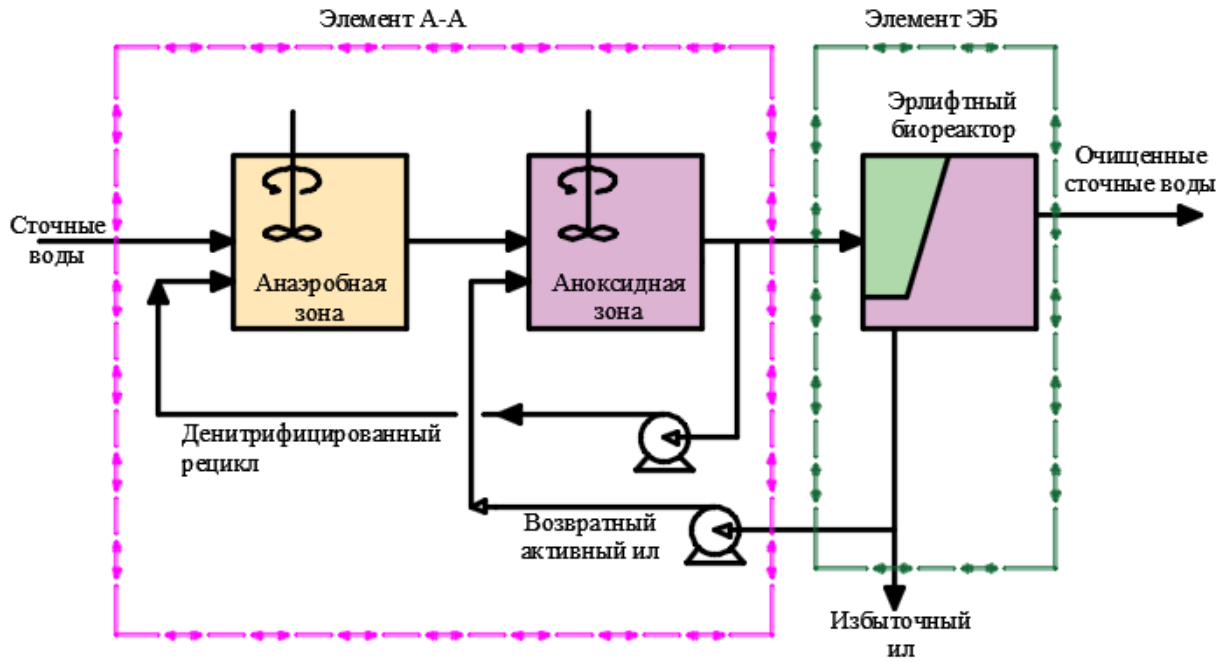 Элемент А-А
Элемент ЭБ
Эрлифтный
биореактор
Очищенные
сточные воды
Сточные
воды
Анаэробная
зона
Аноксидная
зона
Денитрифицированный
рецикл
Возвратный
активный ил
Избыточный
ил